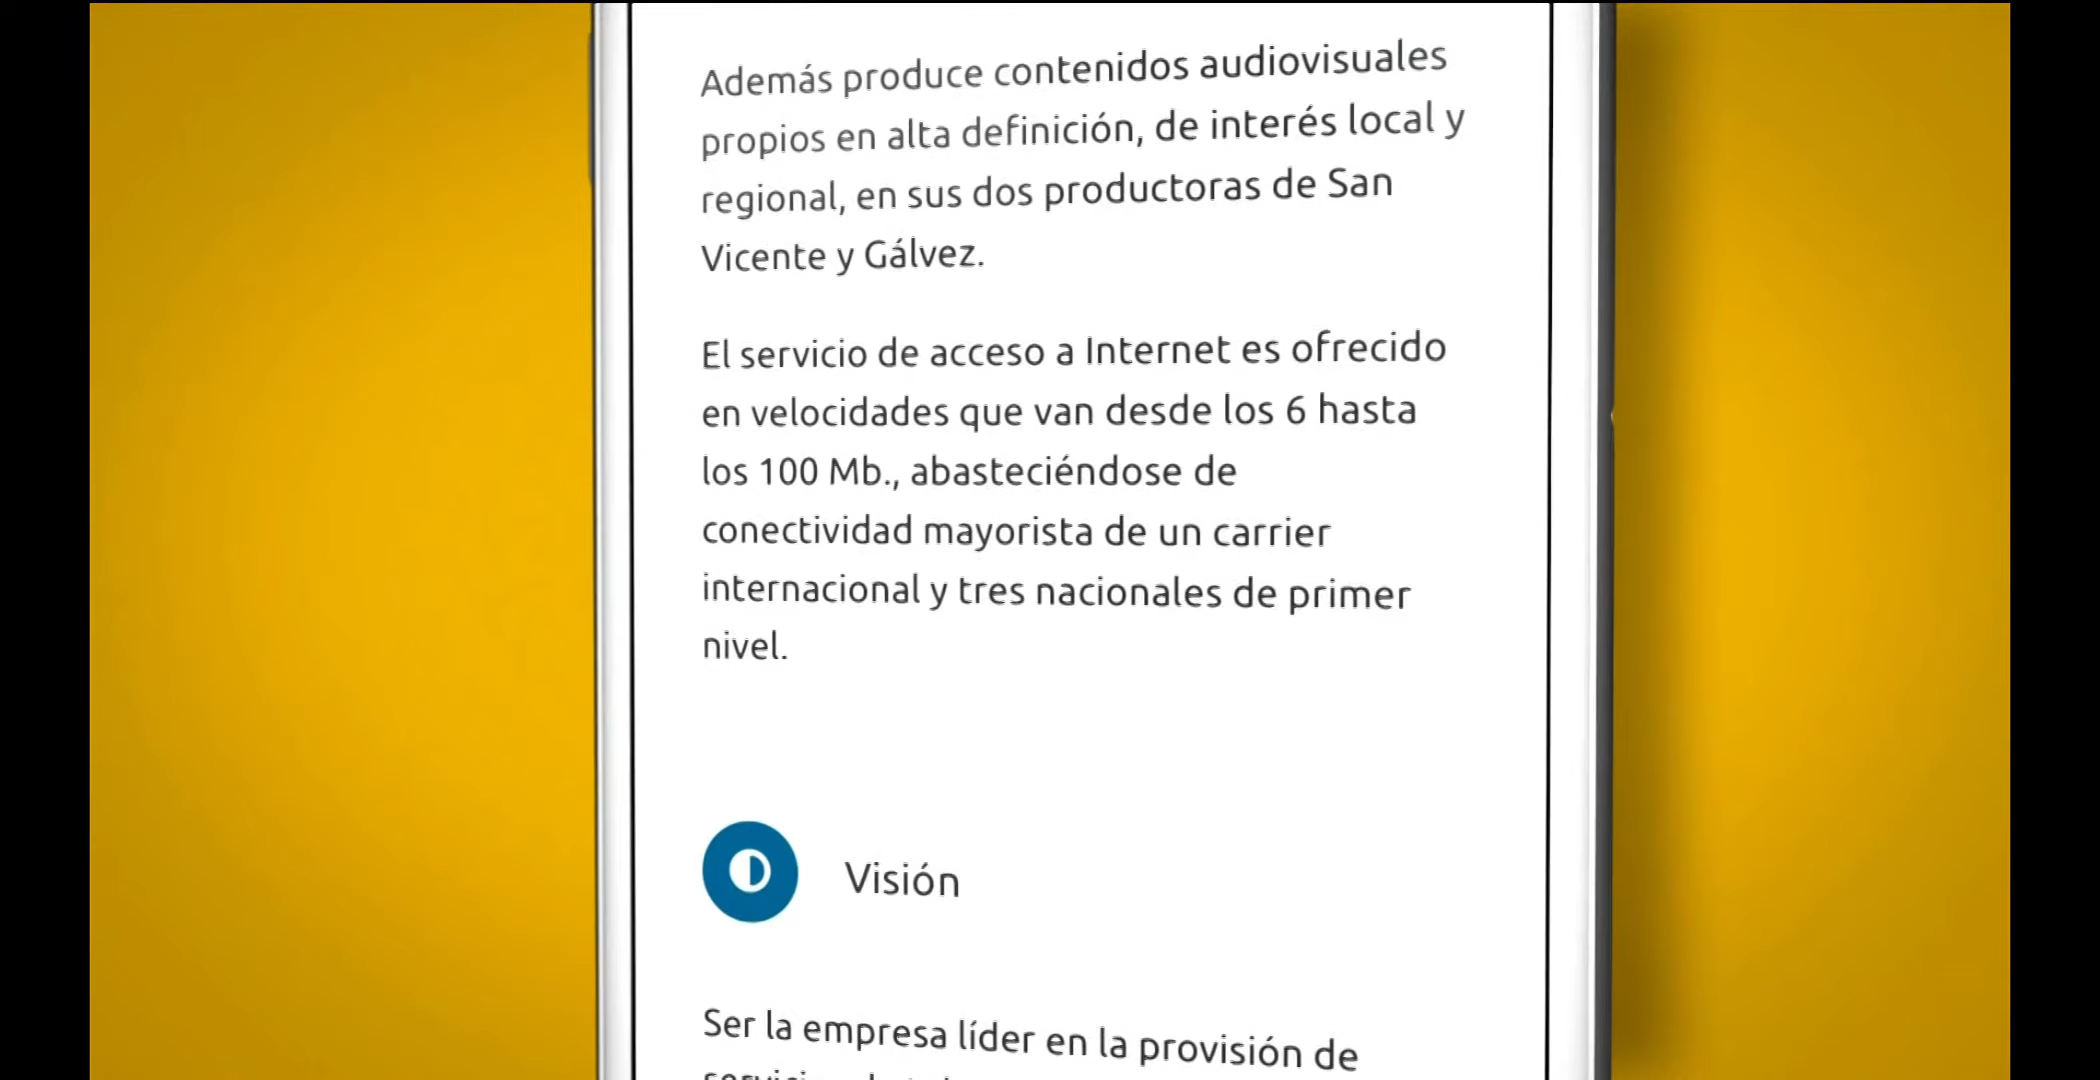 Además produce contenidos audiovisuales
propios en alta definición, de interés local y
regional, en sus dos productoras de San
Vicente y Gálvez.
El servicio de acceso a Internet es ofrecido
en velocidades que van desde los 6 hasta
los 100 Mb., abasteciéndose de
conectividad mayorista de un carrier
internacional y tres nacionales de primer
nivel.
Visión
Ser la empresa líder en la provisión de